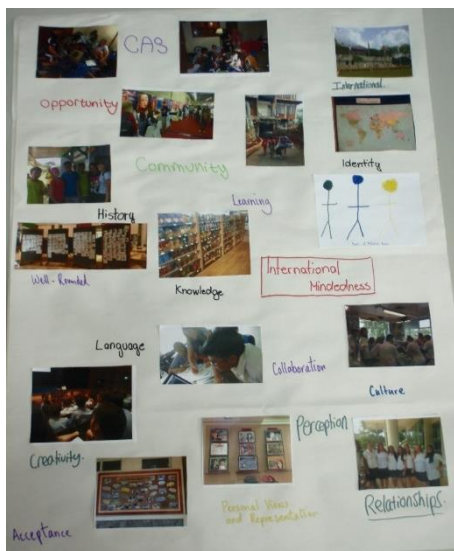 CAS
International
Opportunity
Community
Identity
Learning
History
Well-Rounded
Knowledge
International
Mindedness
Language
Collaboration
Culture
Perception
Creativity.
Personal Views
and Representation
Relationships.
Acceptance